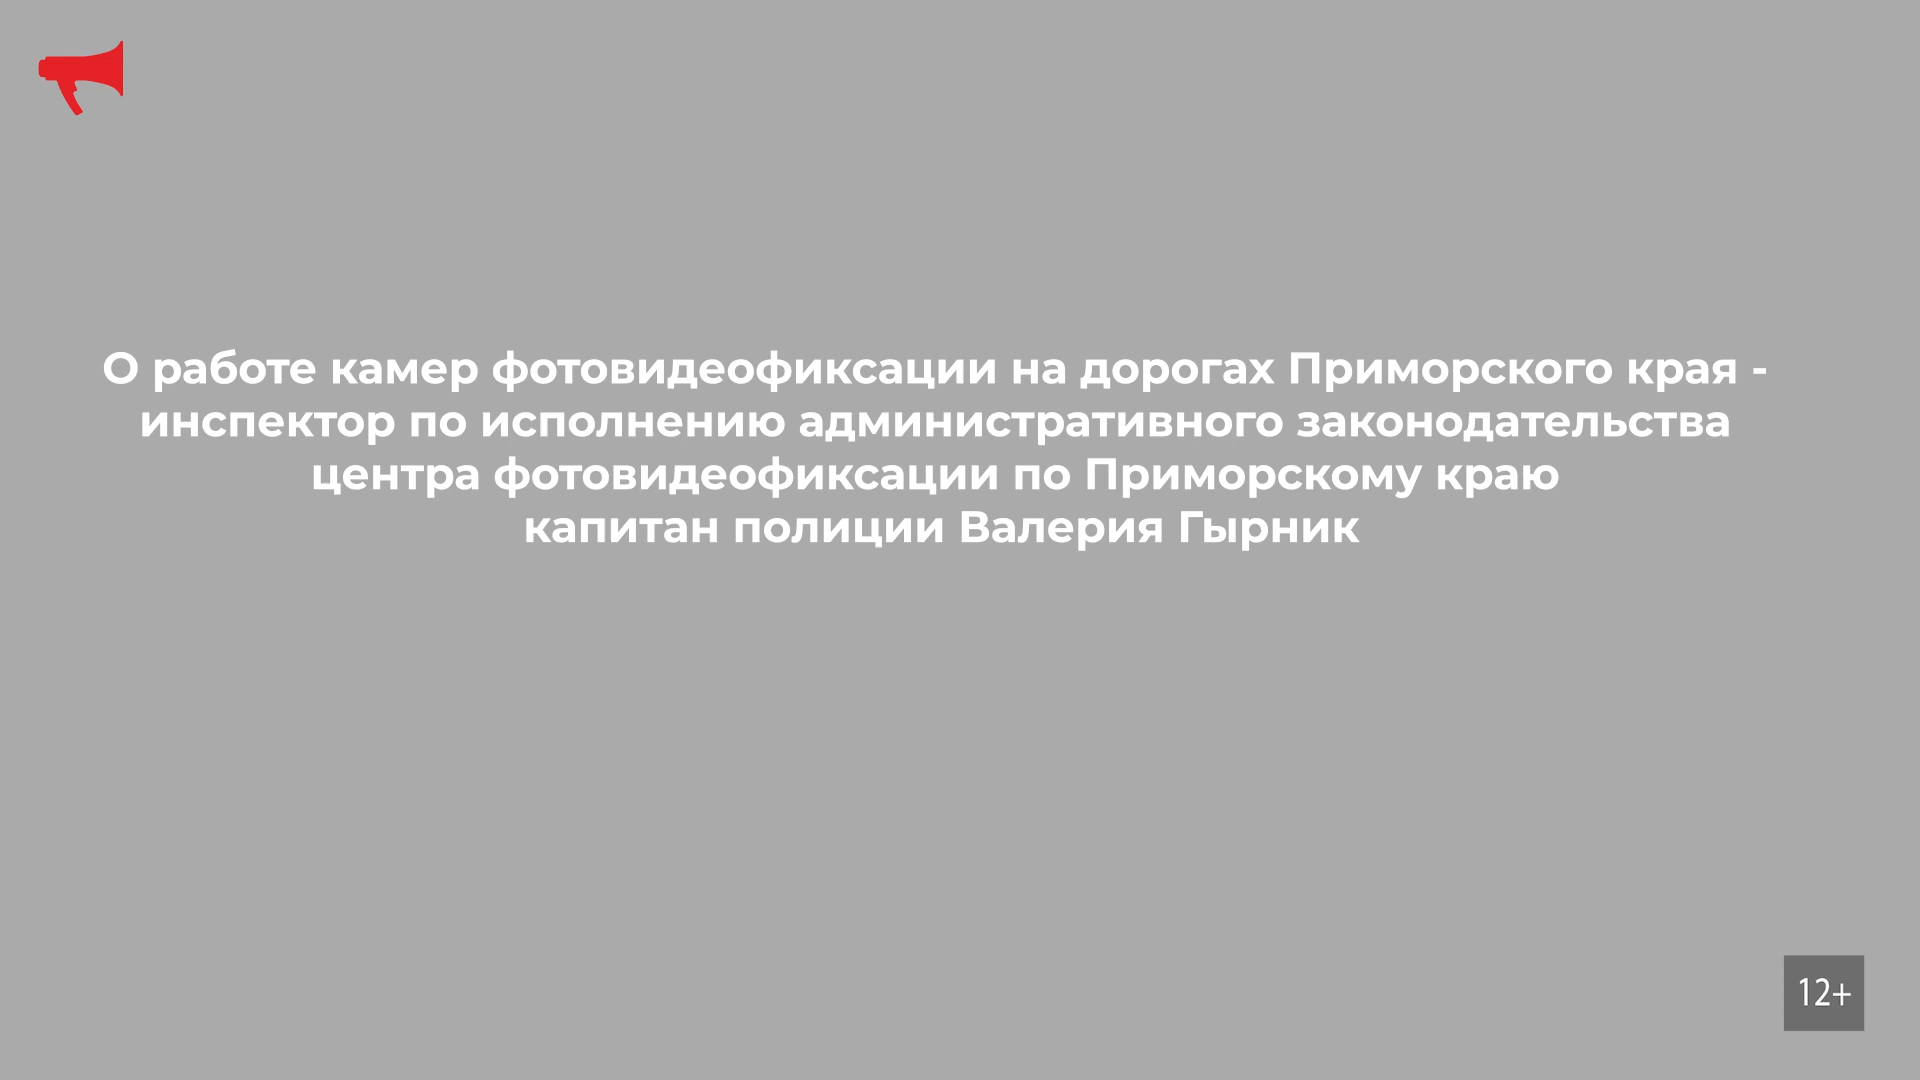 О работе камер фотовидеофиксации на дорогах Приморского края -
инспектор по исполнению административного законодательства
центра фотовидеофиксации по Приморскому краю
капитан полиции Валерия Гырник
12+